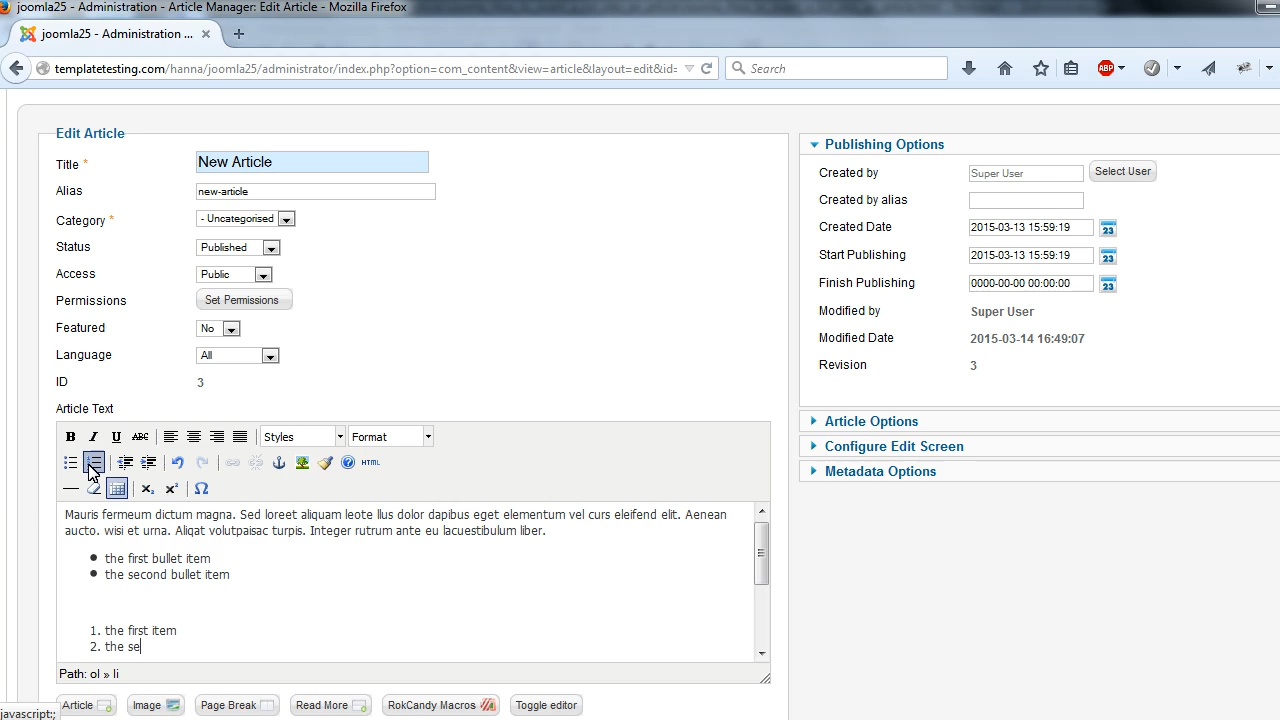 joomla25 - Administration - Article Manager: Edit Article - Mozilla Firefox
joomla25 - Administration ...
templatetesting.com/hanna/joomla25/administrator/index.php?option=com_content&view=article&layout=edit&id=
Search
ABP
Edit Article
Title *
New Article
Alias
new-article
Category *
- Uncategorised
Status
Published
Access
Public
Permissions
Set Permissions
Featured
No
Language
All
ID
3
Article Text
B I U ABC
Styles
Format
HTML
Mauris fermeum dictum magna. Sed loreet aliquam leote llus dolor dapibus eget elementum vel curs eleifend elit. Aenean
aucto. wisi et urna. Aliqat volutpaisac turpis. Integer rutrum ante eu lacuestibulum liber.
• the first bullet item
• the second bullet item
1. the first item
2. the se
Path: ol » li
Article
Image
Page Break
Read More
RokCandy Macros
Toggle editor
javascript:;
Publishing Options
Created by
Super User
Select User
Created by alias
Created Date
2015-03-13 15:59:19
23
Start Publishing
2015-03-13 15:59:19
23
Finish Publishing
0000-00-00 00:00:00
23
Modified by
Super User
Modified Date
2015-03-14 16:49:07
Revision
3
Article Options
Configure Edit Screen
Metadata Options